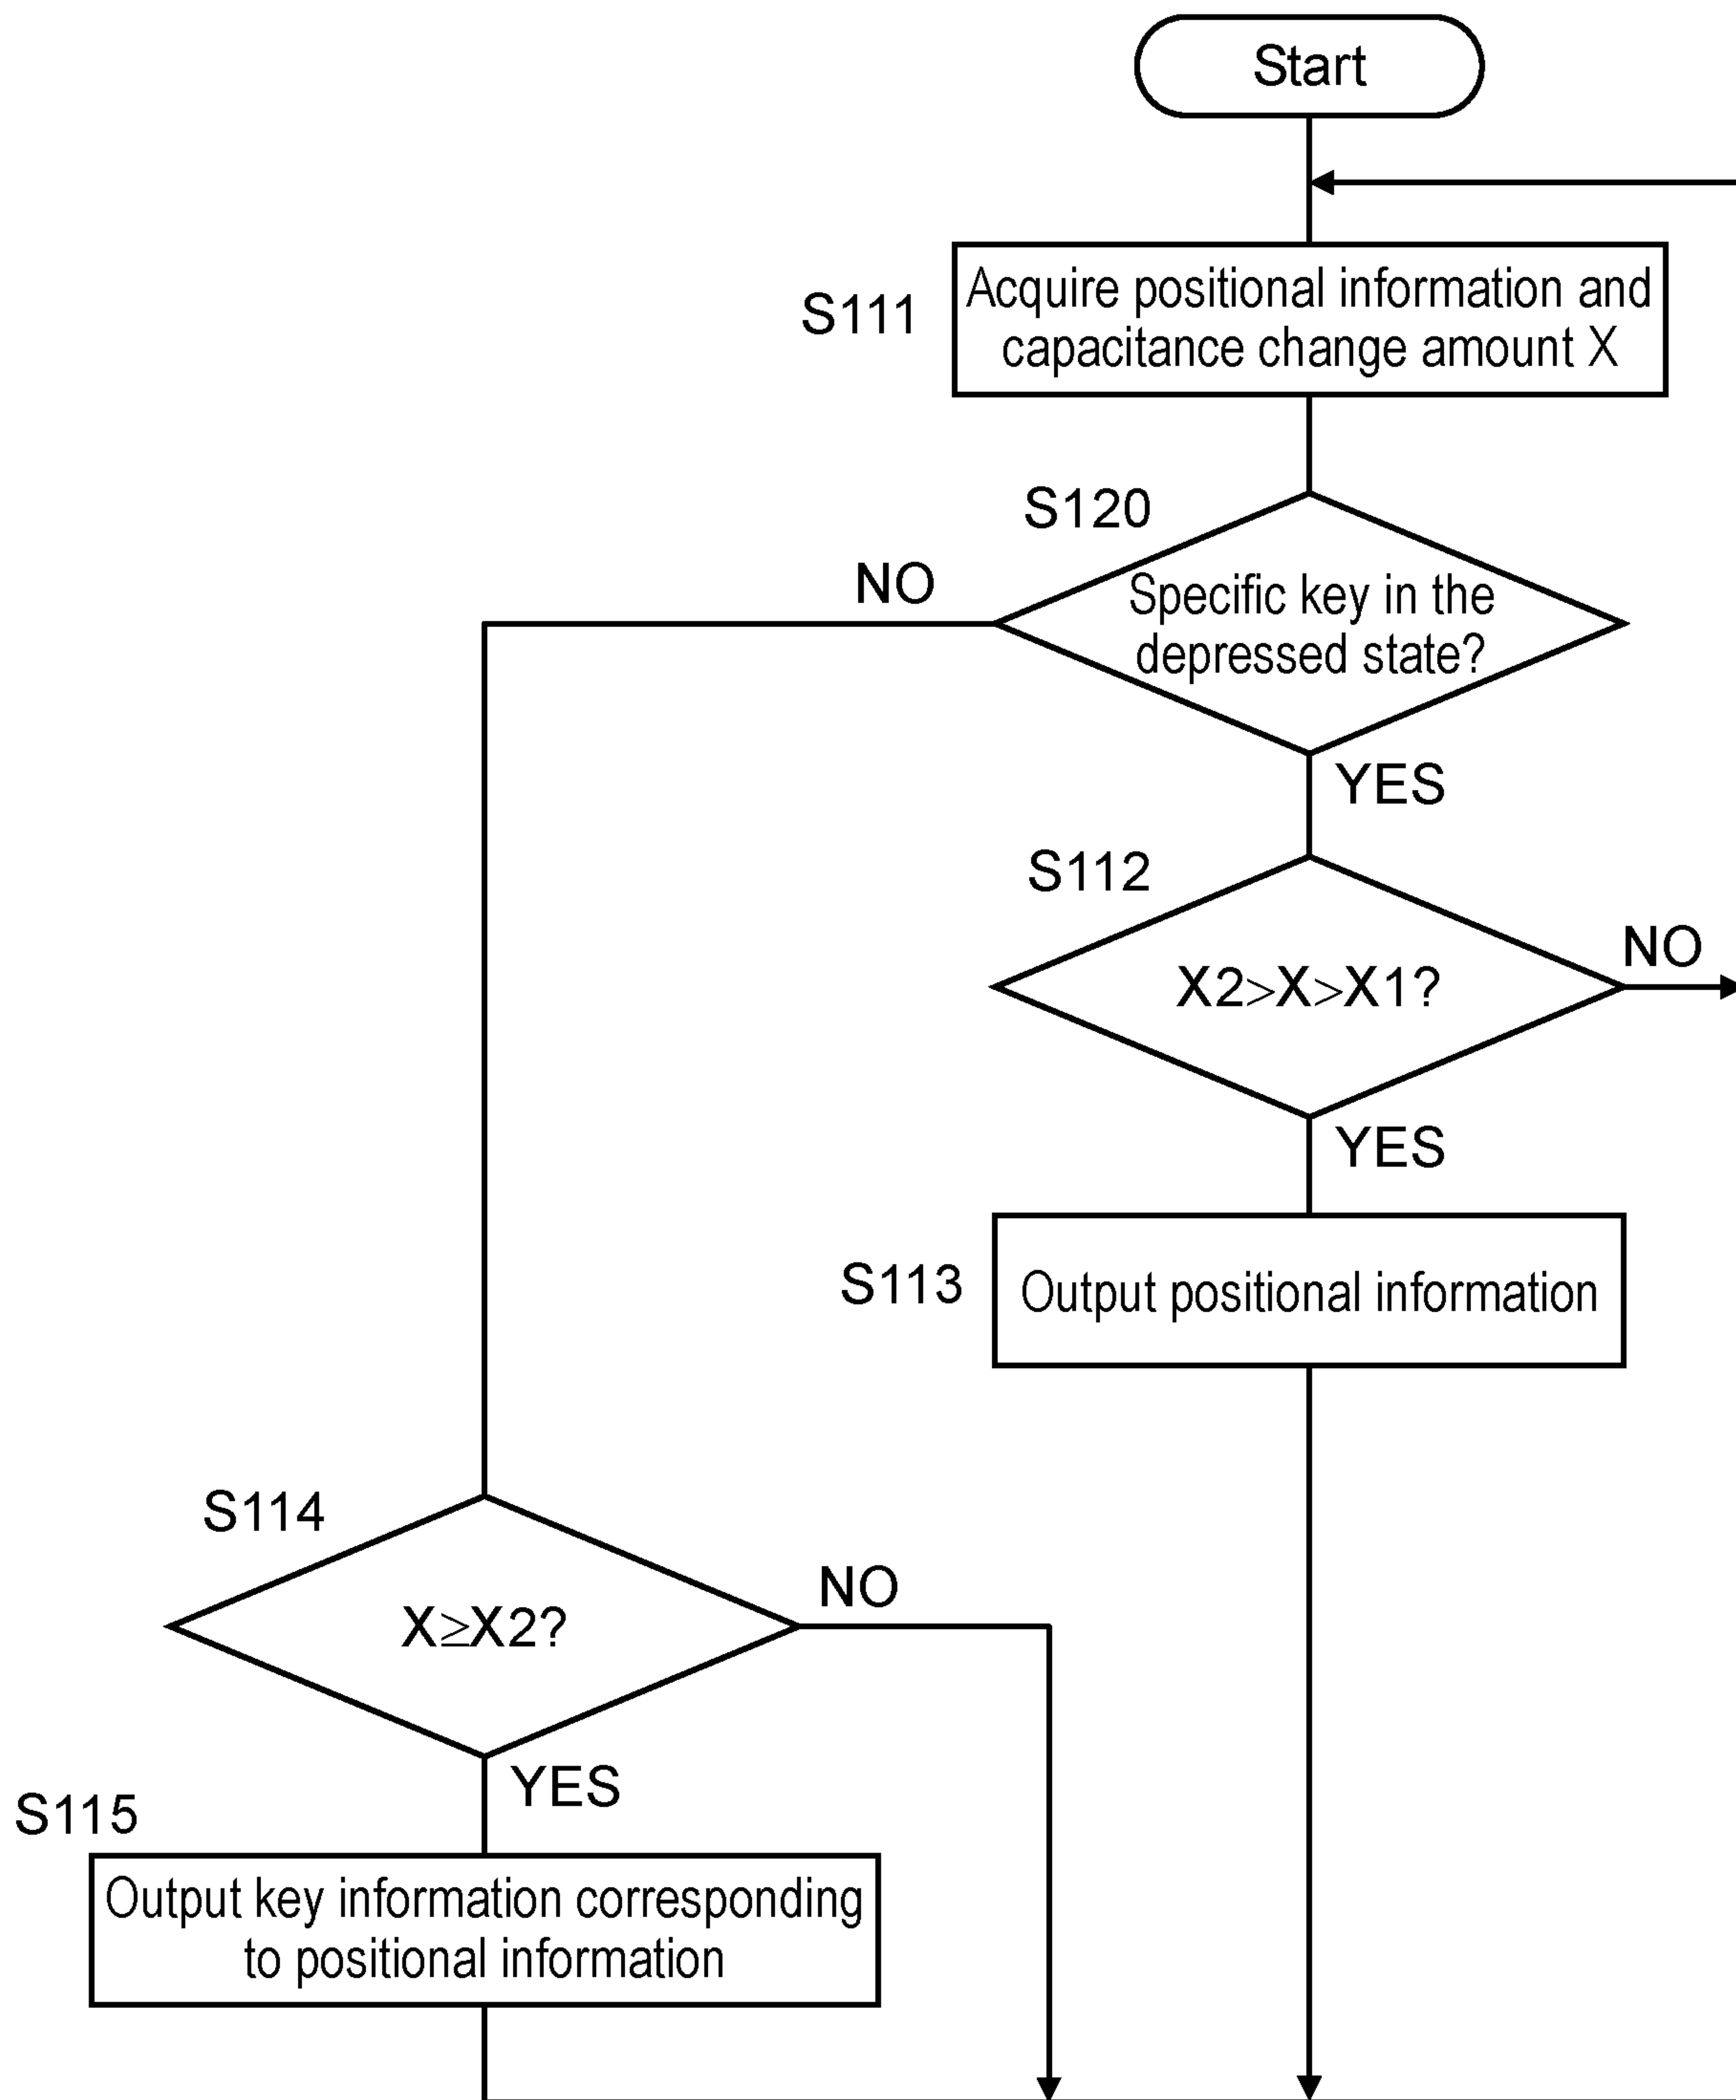 Start
S111
Acquire positional information and
capacitance change amount X
S120
NO
Specific key in the
depressed state?
YES
S112
NO
X2>X>X1?
YES
S113
Output positional information
S114
NO
X≥X2?
YES
S115
Output key information corresponding
to positional information